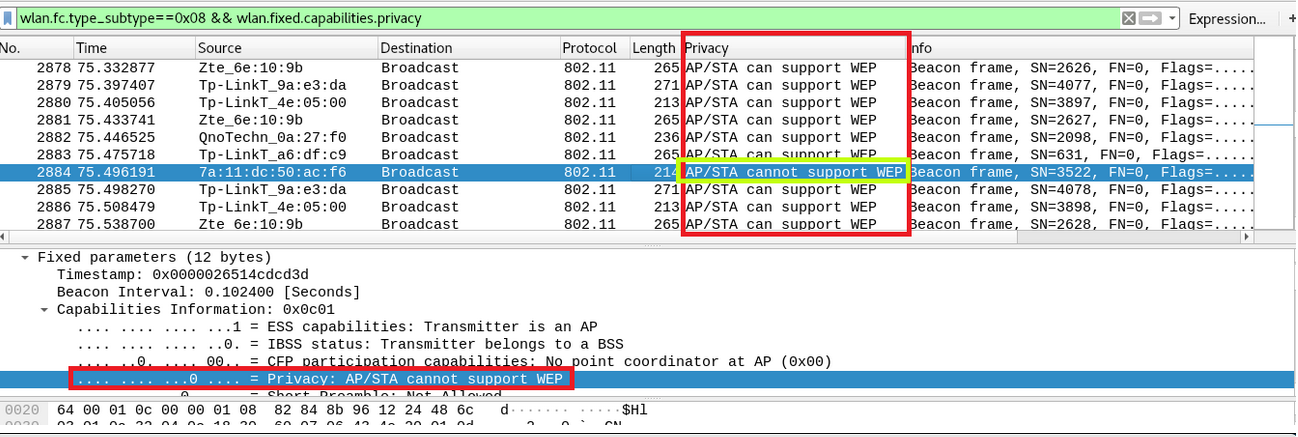 wlan.fc.type_subtype==0x08 && wlan.fixed.capabilities.privacy Expression...
No. Time Source Destination Protocol Length Privacy nfo
2878 75.332877 Zte_6e:10:9b Broadcast 802.11 265 AP/STA can support WEP Beacon frame, SN=2626, FN=0, Flags=.....
2879 75.397407 Tp-LinkT_9a:e3:da Broadcast 802.11 271 AP/STA can support WEP Beacon frame, SN=4077, FN=0, Flags=.....
2880 75.405056 Tp-LinkT_4e:05:00 Broadcast 802.11 213 AP/STA can support WEP Beacon frame, SN=3897, FN=0, Flags=.....
2881 75.433741 Zte_6e:10:9b Broadcast 802.11 265 AP/STA can support WEP Beacon frame, SN=2627, FN=0, Flags=.....
2882 75.446525 QnoTechn_0a:27:f0 Broadcast 802.11 236 AP/STA can support WEP Beacon frame, SN=2098, FN=0, Flags=.....
2883 75.475718 Tp-LinkT_a6:df:c9 Broadcast 802.11 265 AP/STA can support WEP Beacon frame, SN=631, FN=0, Flags=.....
2884 75.496191 7a:11:dc:50:ac:f6 Broadcast 802.11 214 AP/STA cannot support WEP Beacon frame, SN=3522, FN=0, Flags=.....
2885 75.498270 Tp-LinkT_9a:e3:da Broadcast 802.11 271 AP/STA can support WEP Beacon frame, SN=4078, FN=0, Flags=.....
2886 75.508479 Tp-LinkT_4e:05:00 Broadcast 802.11 213 AP/STA can support WEP Beacon frame, SN=3898, FN=0, Flags=.....
2887 75.538700 Zte_6e:10:9b Broadcast 802.11 265 AP/STA can support WEP Beacon frame, SN=2628, FN=0, Flags=.....
Fixed parameters (12 bytes)
Timestamp: 0x0000026514cdcd3d
Beacon Interval: 0.102400 [Seconds]
Capabilities Information: 0x0c01
.... .... .... ...1 = ESS capabilities: Transmitter is an AP
.... .... .... ..0. = IBSS status: Transmitter belongs to a BSS
.... ..0. .... 00.. = CFP participation capabilities: No point coordinator at AP (0x00)
.... .... ...0 .... = Privacy: AP/STA cannot support WEP
0 = Short Preamble: Not Allowed
0020 64 00 01 0c 00 00 01 08 82 84 8b 96 12 24 48 6c d······· ·····$Hl